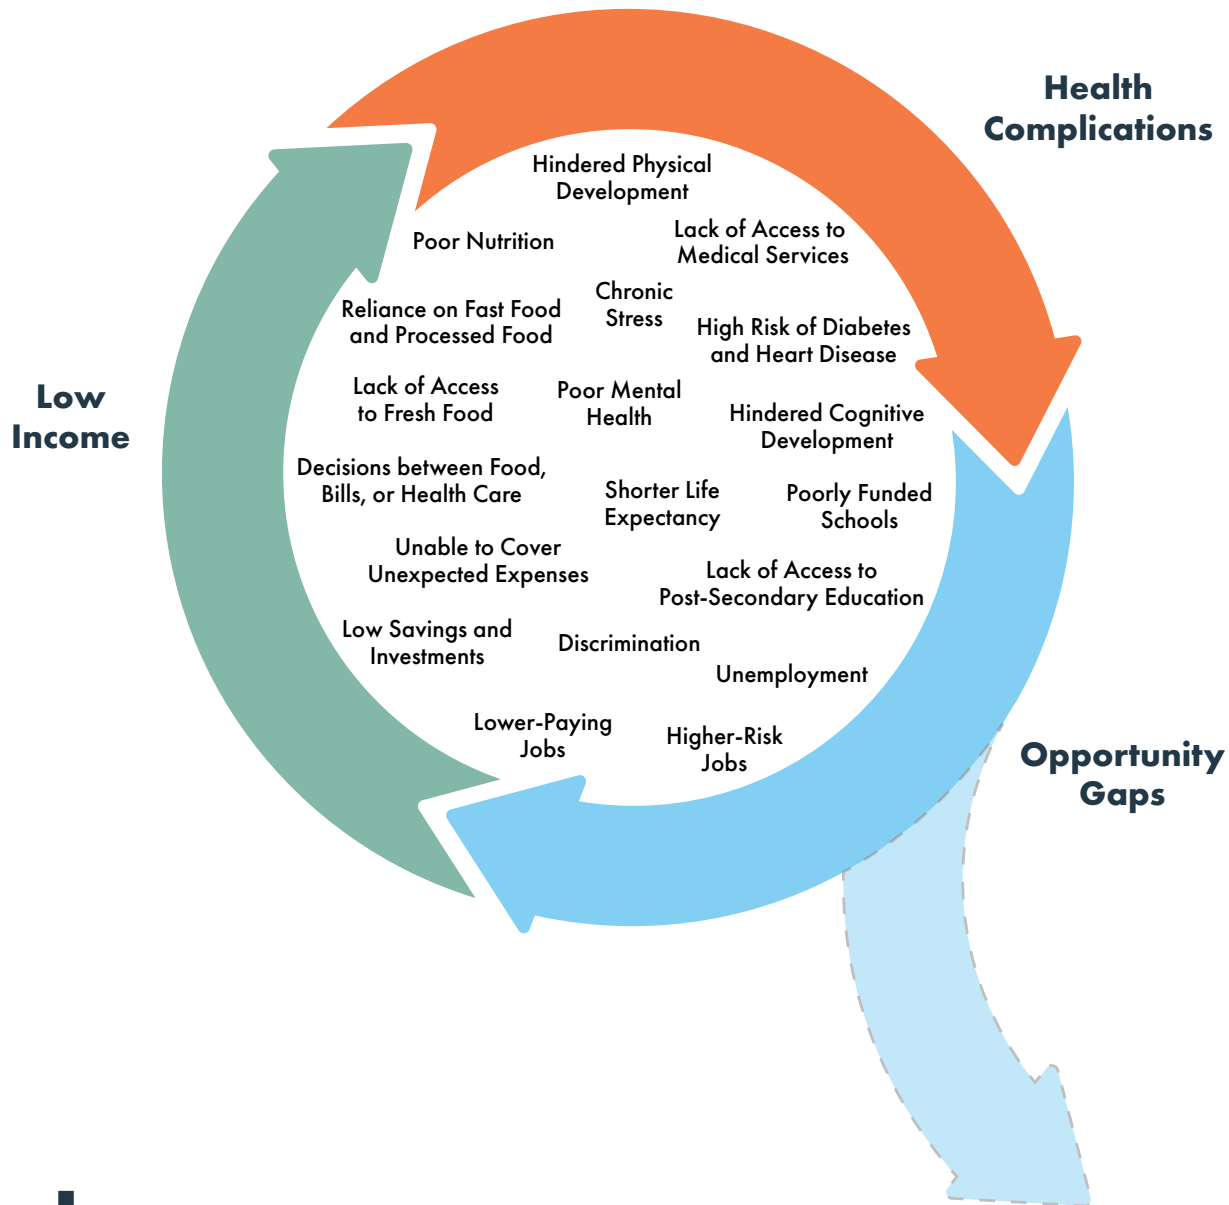 Health
Complications
Hindered Physical
Development
Poor Nutrition
Lack of Access to
Medical Services
Chronic
Stress
Reliance on Fast Food
and Processed Food
High Risk of Diabetes
and Heart Disease
Low
Income
Lack of Access
to Fresh Food
Poor Mental
Health
Hindered Cognitive
Development
Decisions between Food,
Bills, or Health Care
Shorter Life
Expectancy
Poorly Funded
Schools
Unable to Cover
Unexpected Expenses
Lack of Access to
Post-Secondary Education
Low Savings and
Investments
Discrimination
Unemployment
Lower-Paying
Jobs
Higher-Risk
Jobs
Opportunity
Gaps